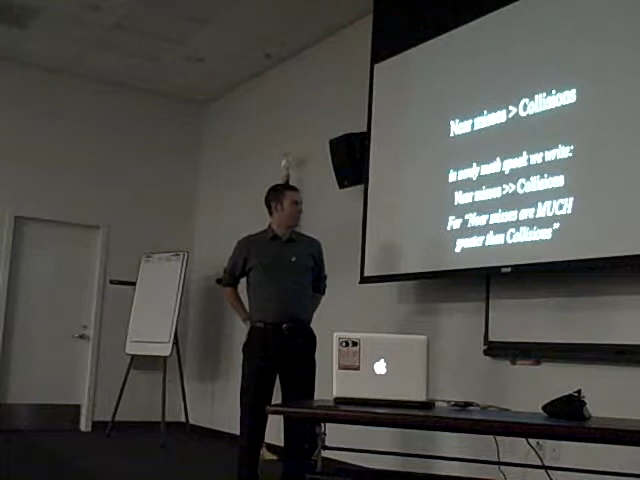 Near misses > Collisions
in nerdy math speak we write:
Near misses >> Collisions
For "Near misses are MUCH
greater than Collisions"